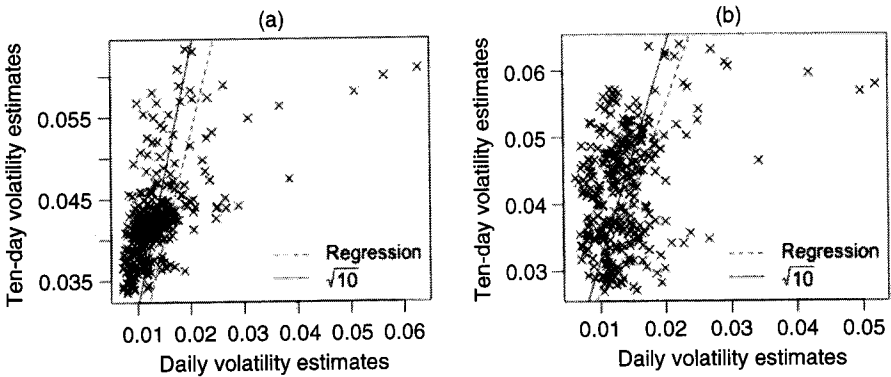 (a)
Ten-day volatility estimates
0.055
0.045
0.035
Regression
√10
0.01 0.02 0.03 0.04 0.05 0.06
Daily volatility estimates
(b)
Ten-day volatility estimates
0.06
0.05
0.04
0.03
Regression
√10
0.01 0.02 0.03 0.04 0.05
Daily volatility estimates